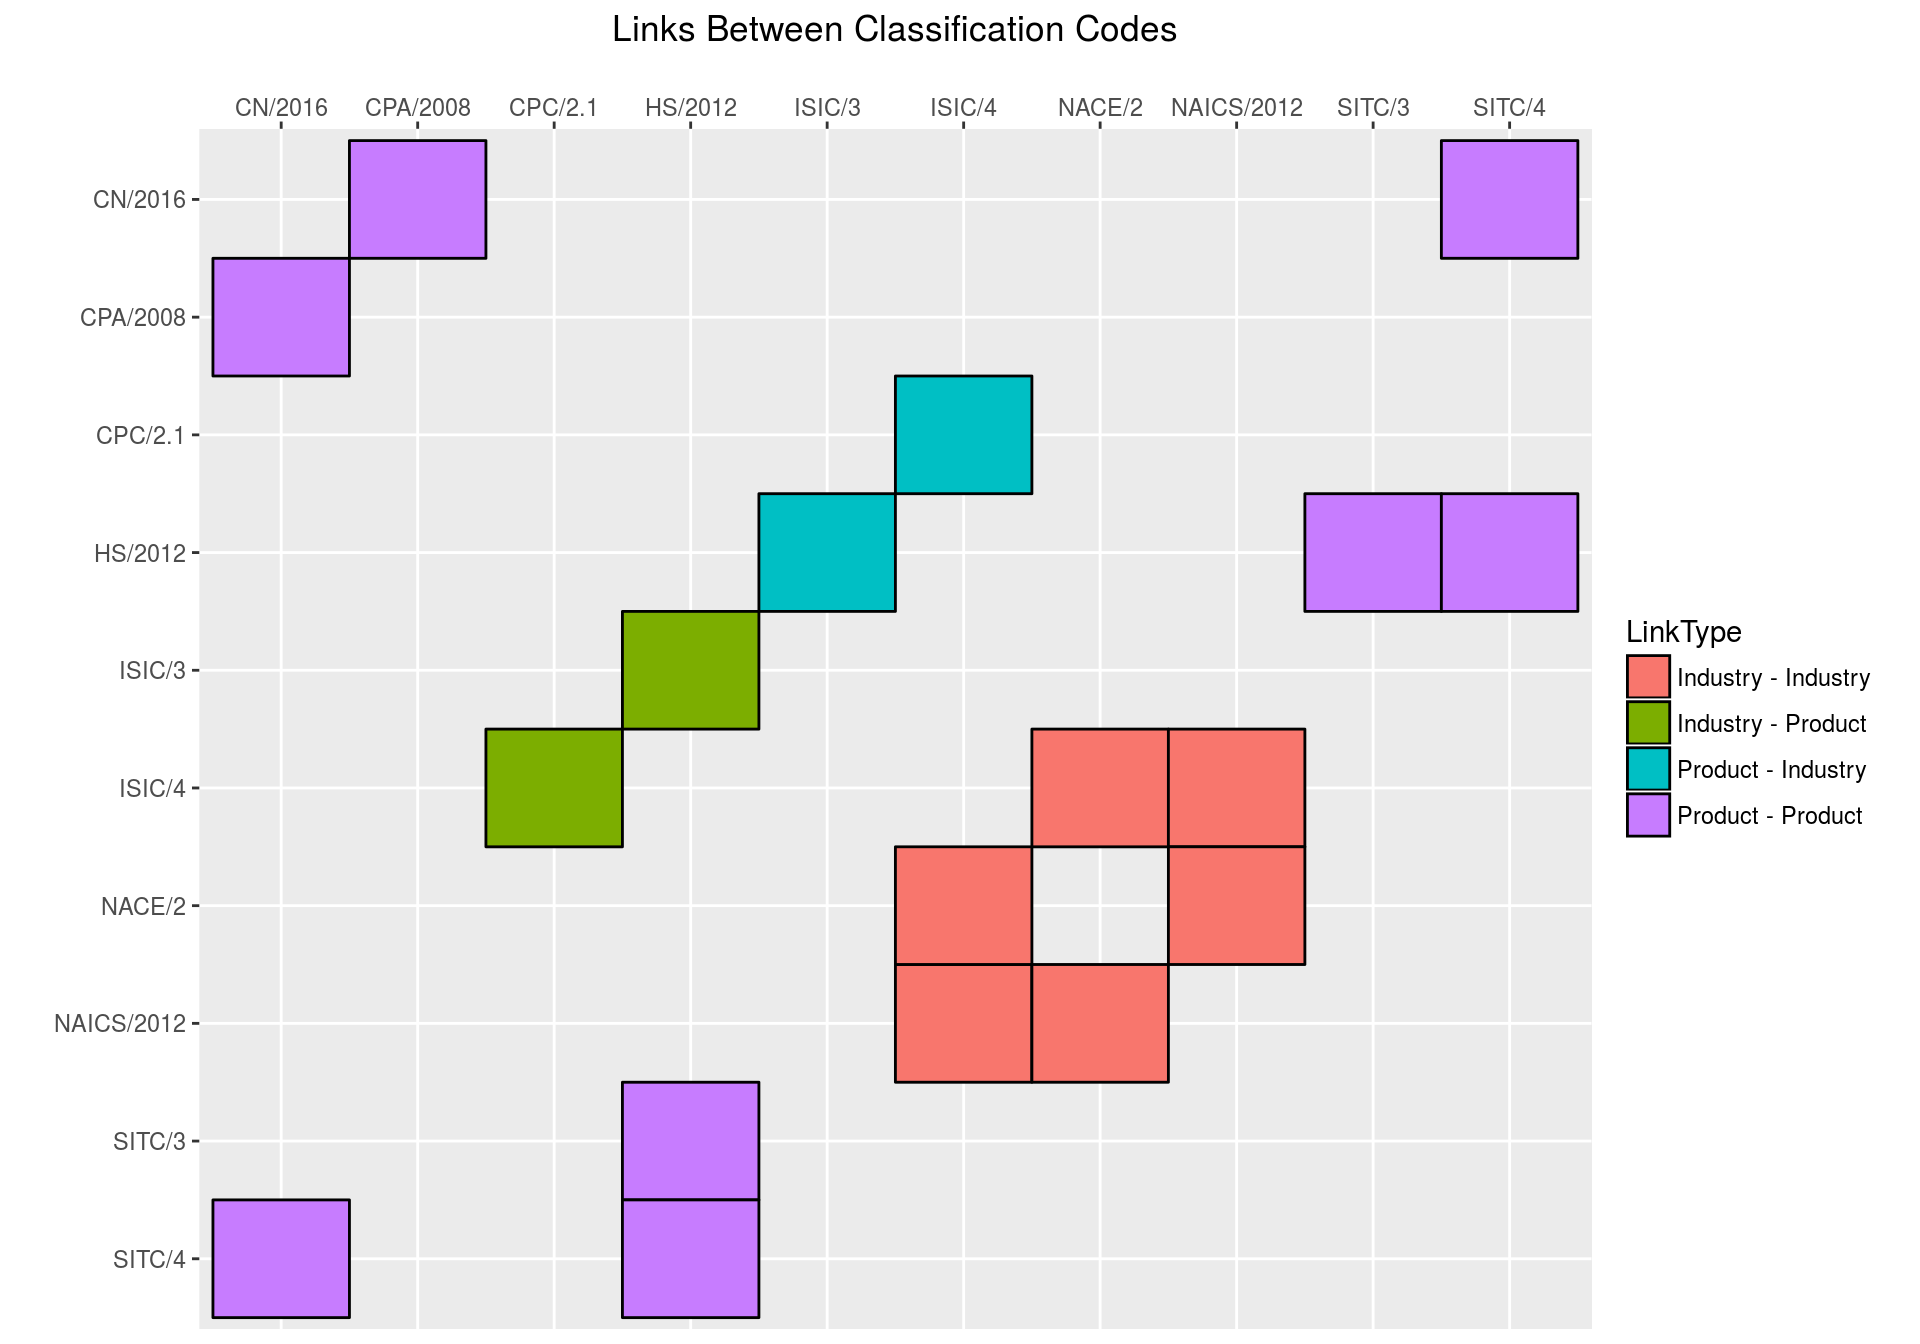 Links Between Classification Codes
CN/2016 CPA/2008 CPC/2.1 HS/2012 ISIC/3 ISIC/4 NACE/2 NAICS/2012 SITC/3 SITC/4
CN/2016
CPA/2008
CPC/2.1
HS/2012
ISIC/3
ISIC/4
NACE/2
NAICS/2012
SITC/3
SITC/4
LinkType
Industry - Industry
Industry - Product
Product - Industry
Product - Product